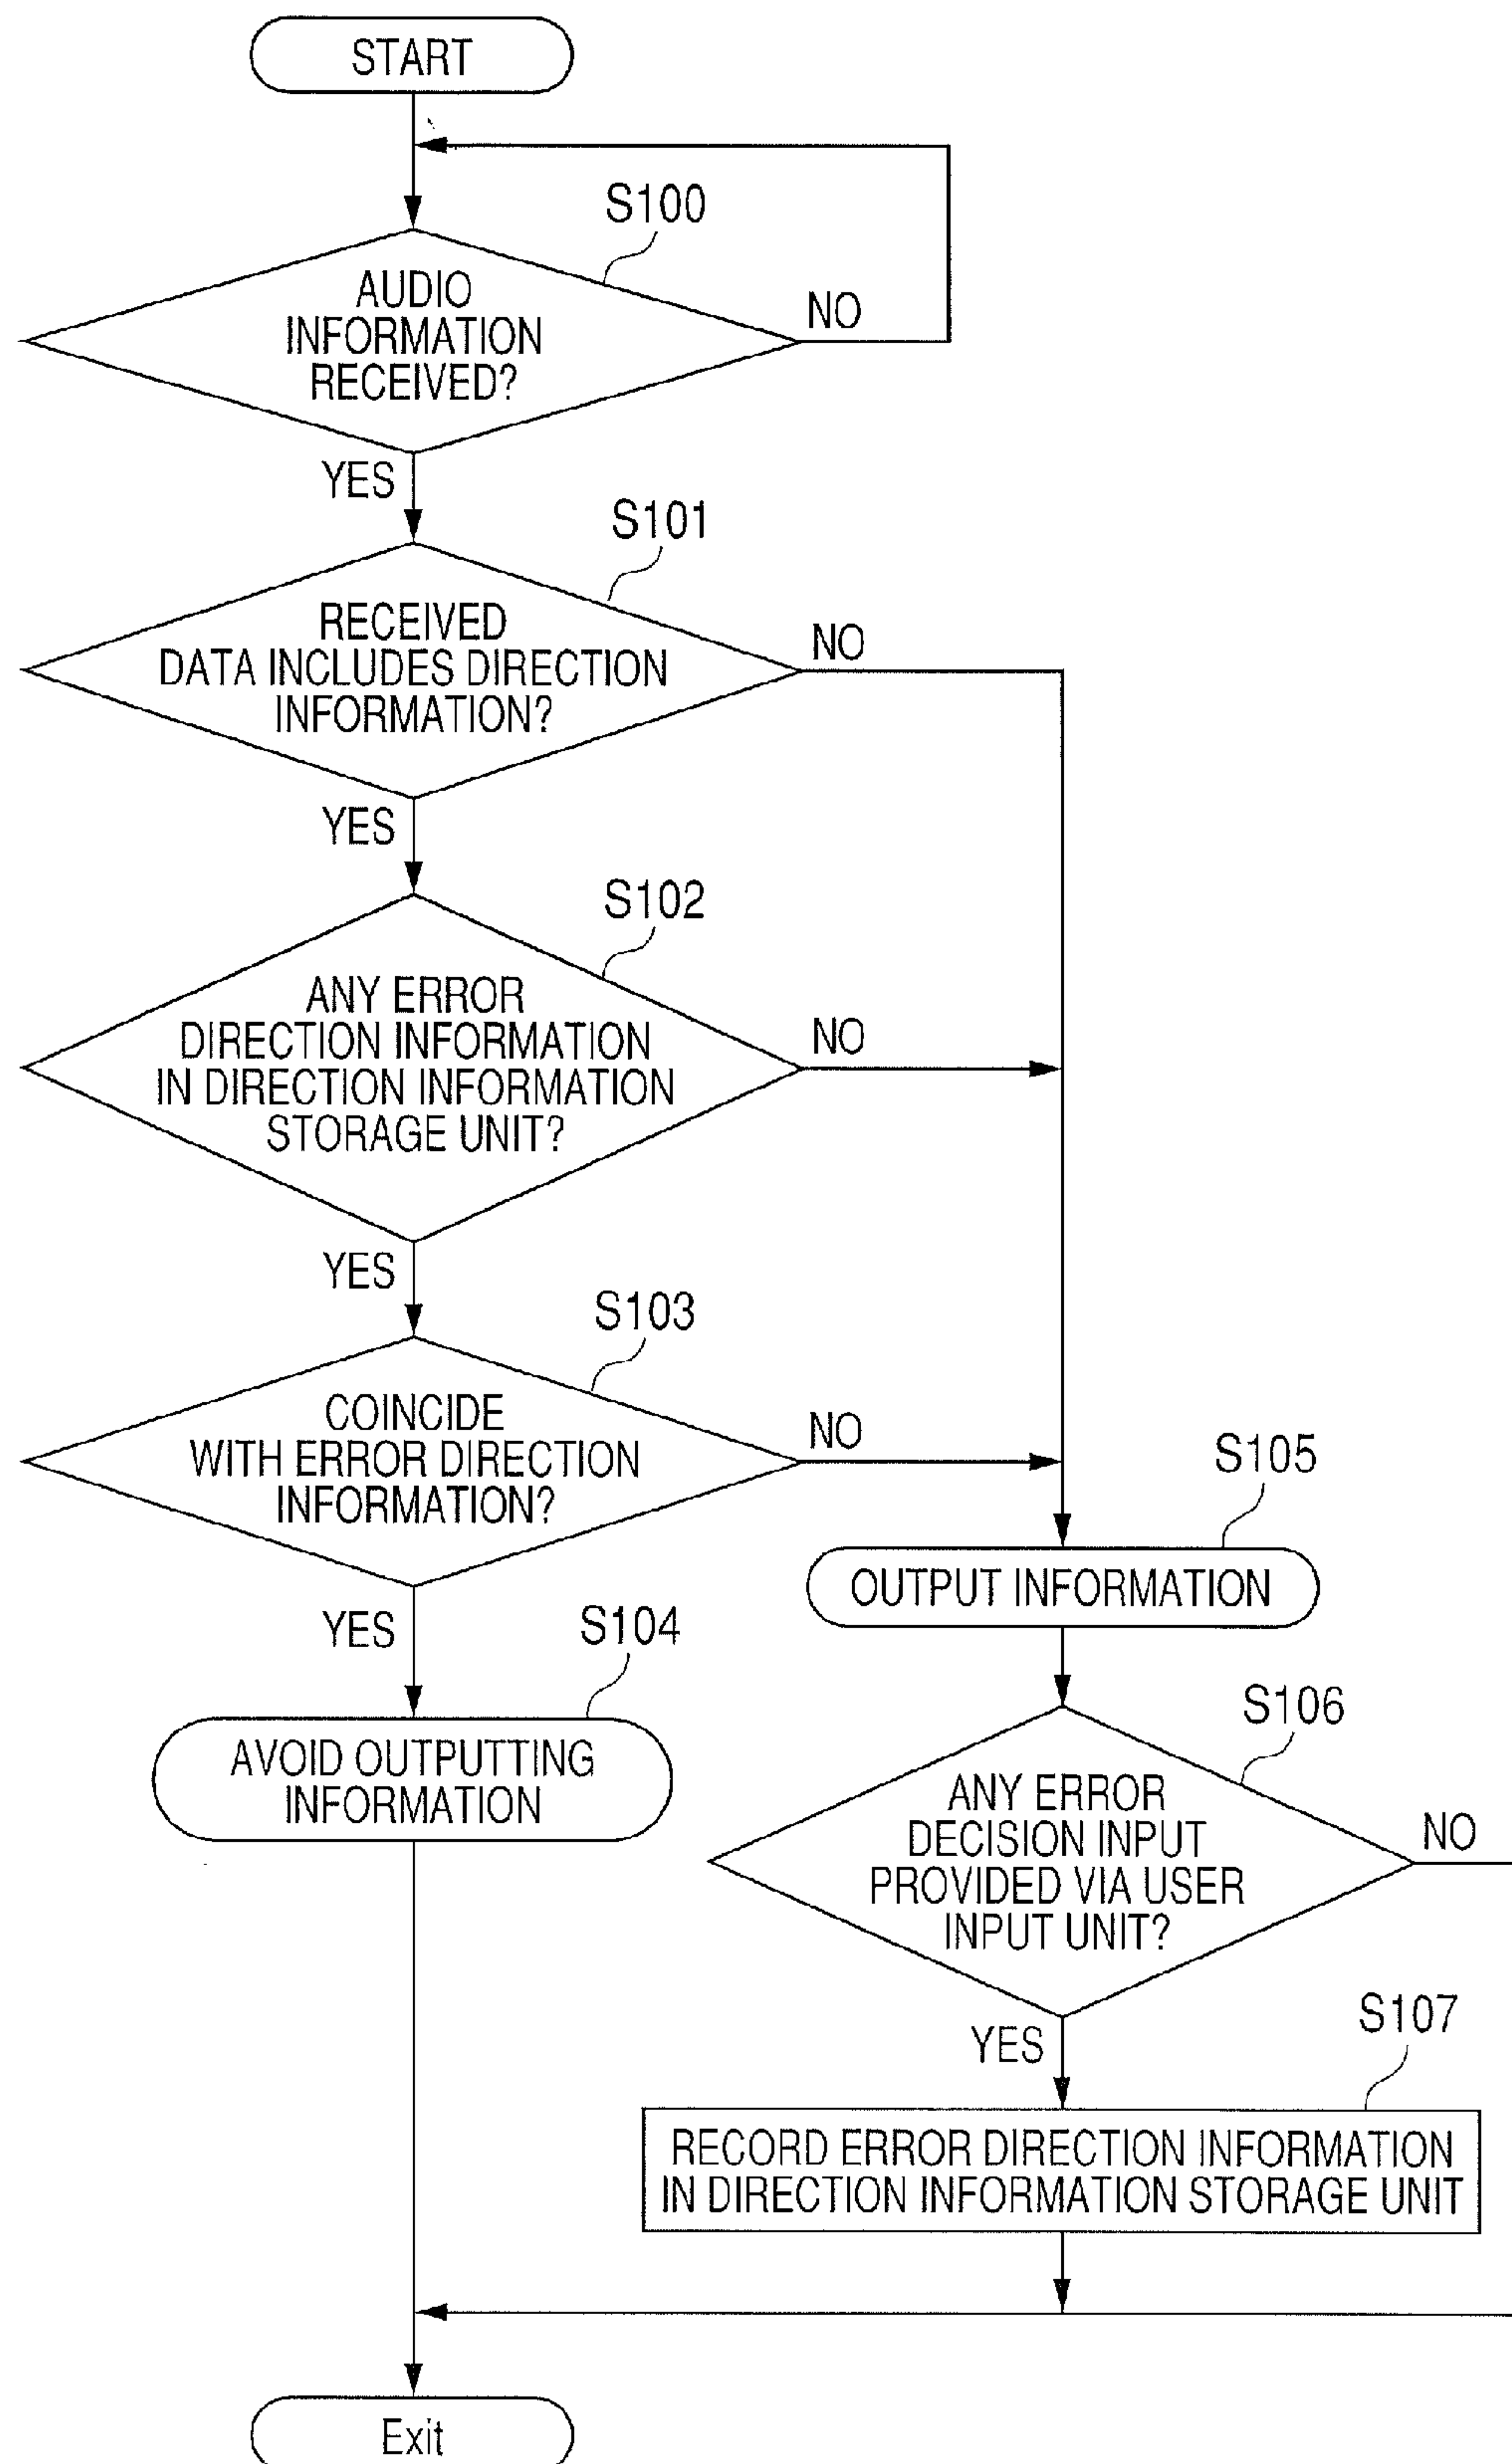 START
S100
AUDIO
INFORMATION
RECEIVED?
NO
YES
S101
RECEIVED
DATA INCLUDES DIRECTION
INFORMATION?
NO
YES
S102
ANY ERROR
DIRECTION INFORMATION
IN DIRECTION INFORMATION
STORAGE UNIT?
NO
YES
S103
COINCIDE
WITH ERROR DIRECTION
INFORMATION?
NO
YES
S104
AVOID OUTPUTTING
INFORMATION
S105
OUTPUT INFORMATION
S106
ANY ERROR
DECISION INPUT
PROVIDED VIA USER
INPUT UNIT?
NO
YES
S107
RECORD ERROR DIRECTION INFORMATION
IN DIRECTION INFORMATION STORAGE UNIT
Exit